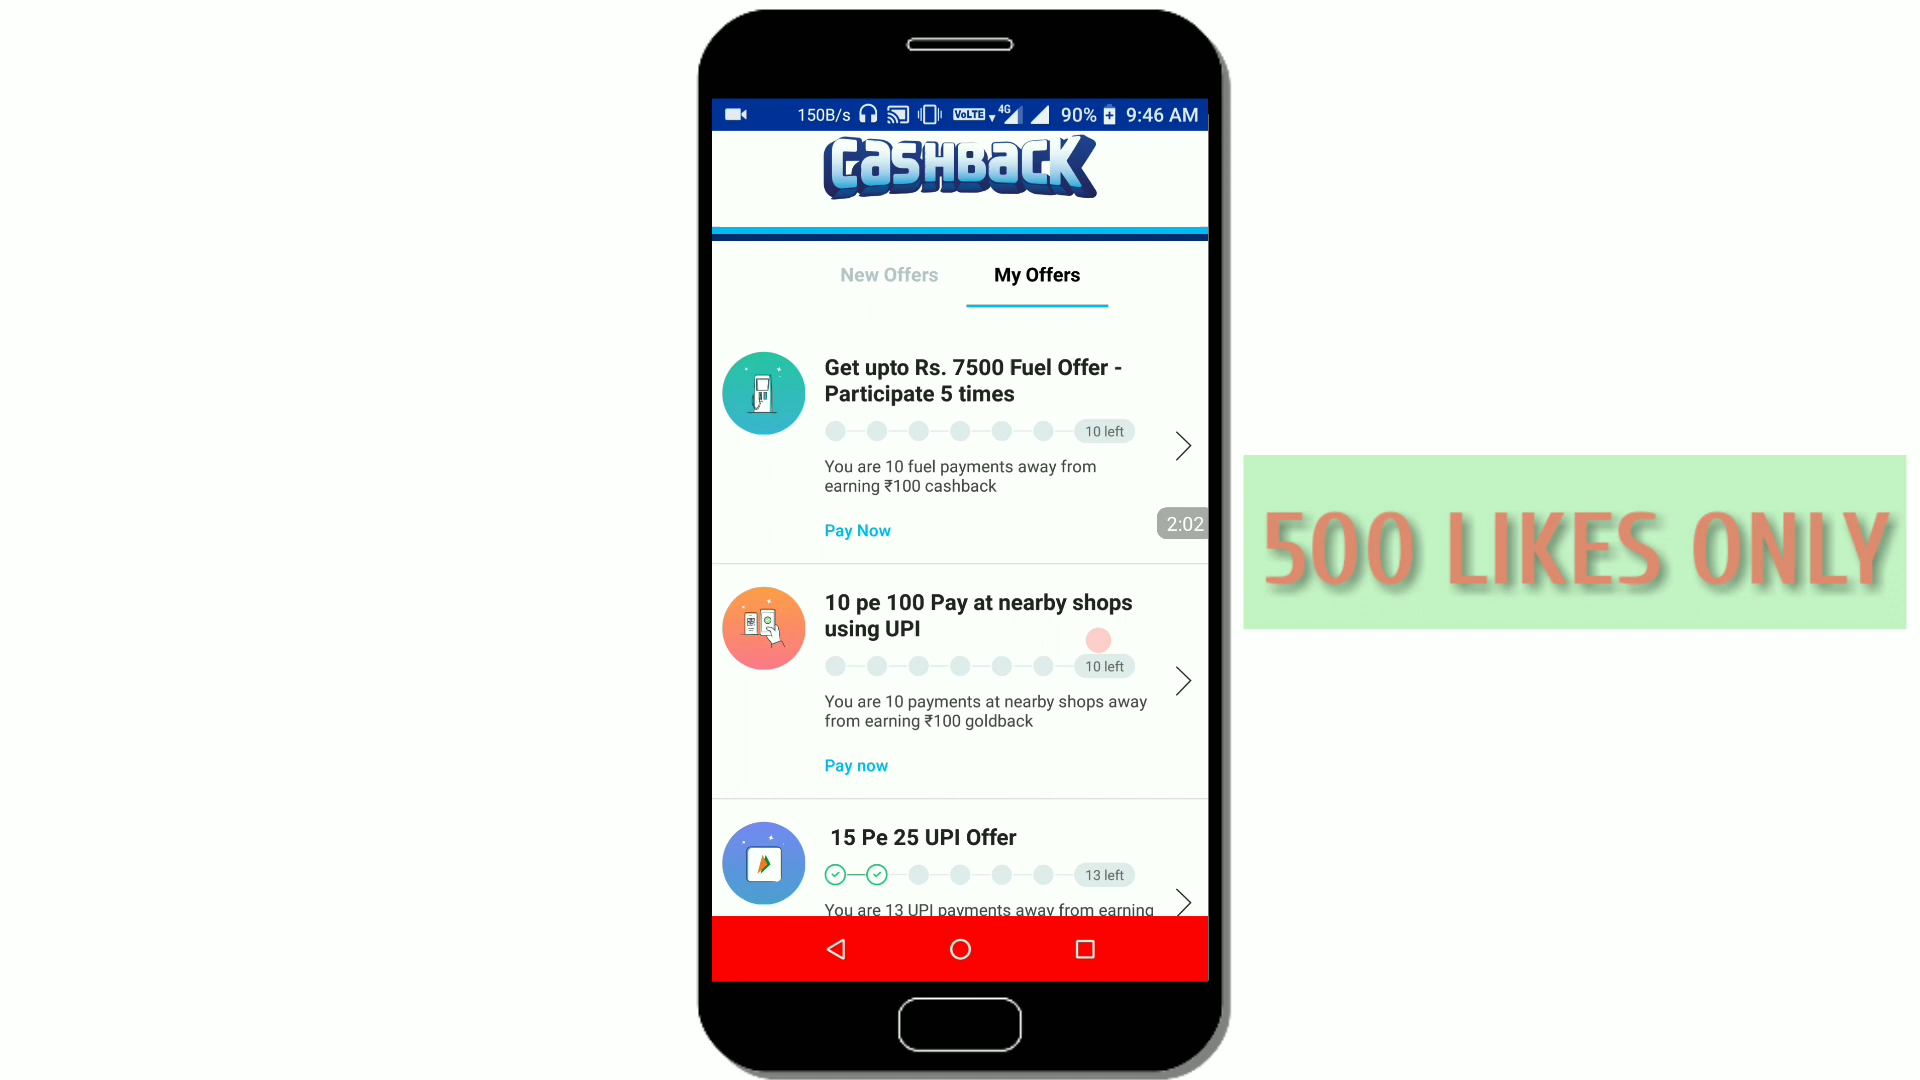 150B/s VoLTE 4G 90% 9:46 AM
CASHBACK
New Offers My Offers
Get upto Rs. 7500 Fuel Offer -
Participate 5 times
10 left
You are 10 fuel payments away from
earning ₹100 cashback
2:02
Pay Now
500 LIKES ONLY
10 pe 100 Pay at nearby shops
using UPI
10 left
You are 10 payments at nearby shops away
from earning ₹100 goldback
Pay now
15 Pe 25 UPI Offer
13 left
You are 13 UPI payments away from earning